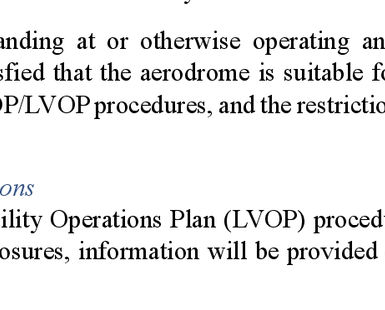 anding at or otherwise operating an
sfied that the aerodrome is suitable fo
OP/LVOP procedures, and the restrictio
ons
ility Operations Plan (LVOP) proced
osures, information will be provided